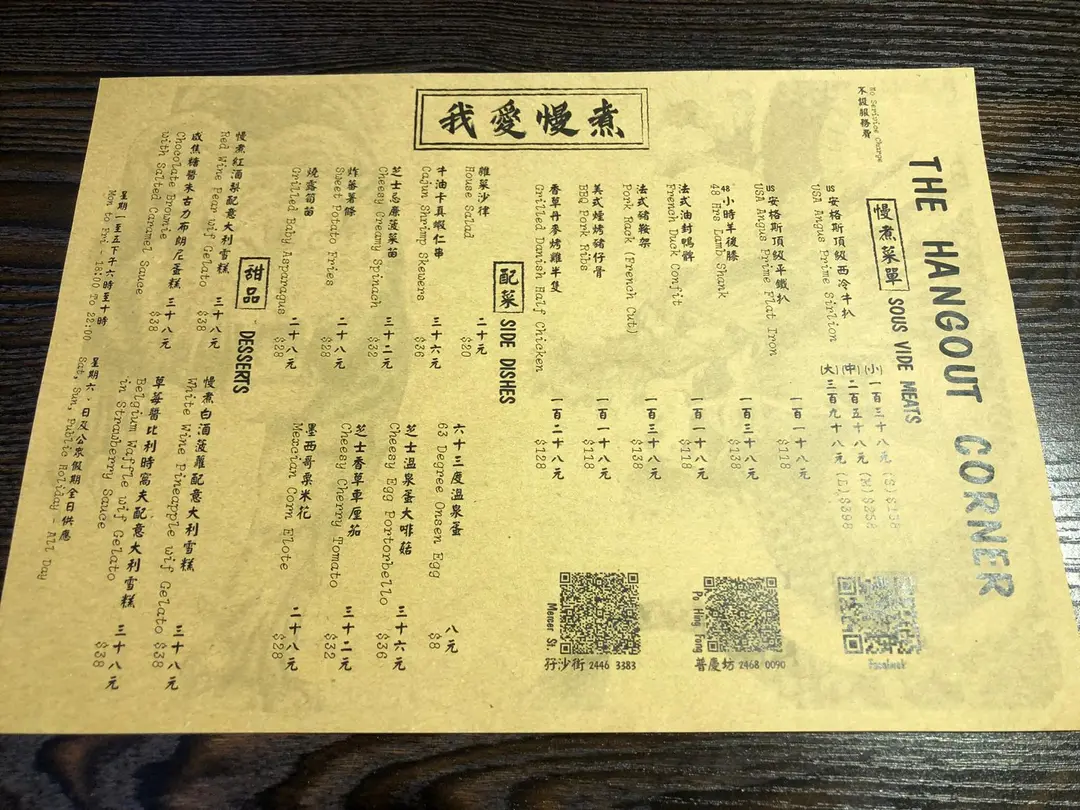 THE HANGOUT CORNER
No Servivice Charge
不設服務費
我愛慢煮
慢煮菜單 SOUS VIDE MEATS
US 安格斯頂級西冷牛扒 (小) 一百三十八元 (S) $158
USA Angus Prime Sirlion (中) 二百五十八元 (M) $258
(大) 三百九十八元 (L) $398
US 安格斯頂級平鐵扒 一百一十八元
USA Angus Prime Flat Iron $118
48 小時羊後膝 一百三十八元
48 Hrs Lamb Shank $138
法式油封鴨髀 一百一十八元
French Duck Confit $118
法式豬鞍架 一百三十八元
Pork Rack (French Cut) $138
美式煙烤豬仔骨 一百一十八元
BBQ Pork Ribs $118
香草丹麥烤雞半隻 一百二十八元
Grilled Danish Half Chicken $128
Facebook
Po Hing Fong
普慶坊 2468 0090
Mercer St.
孖沙街 2446 3383
配菜 SIDE DISHES
雜菜沙律 二十元
House Salad $20
牛油卡真蝦仁串 三十六元
Cajun Shrimp Skewers $36
芝士忌廉菠菜苗 三十二元
Cheesy Creamy Spinach $32
炸蕃薯條 二十八元
Sweet Potato Fries $28
燒露荀苗 二十八元
Grilled Baby Asparagus $28
六十三度溫泉蛋 八元
63 Degree Onsen Egg $8
芝士溫泉蛋大啡菇 三十六元
Cheesy Egg Portorbello $36
芝士香草車厘茄 三十二元
Cheesy Cherry Tomato $32
墨西哥粟米花 二十八元
Mexcian Corn Elote $28
甜品 DESSERTS
慢煮紅酒梨配意大利雪糕 三十八元
Red Wine Pear wif Gelato $38
咸焦糖醬朱古力布朗尼蛋糕 三十八元
Chocolate Brownie $38
With Salted Caramel Sauce
慢煮白酒菠蘿配意大利雪糕 三十八元
White Wine Pineapple wif Gelato $38
草莓醬比利時窩夫配意大利雪糕 三十八元
Belgium Waffle wif Gelato $38
in Strawberry Sauce
星期一至五下午六時至十時 星期六，日及公眾假期全日供應
Mon to Fri - 18:00 To 22:00 Sat, Sun, Public Holiday - All Day